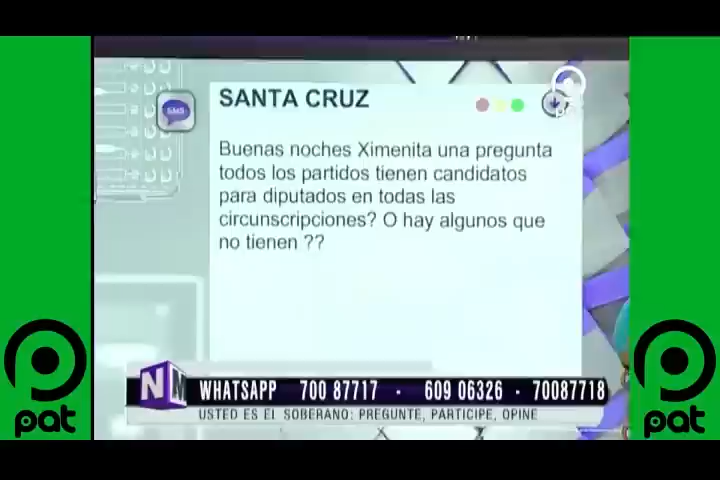 SANTA CRUZ
SMS
Buenas noches Ximenita una pregunta
todos los partidos tienen candidatos
para diputados en todas las
circunscripciones? O hay algunos que
no tienen ??
NM
WHATSAPP 700 87717 - 609 06326 - 70087718
USTED ES EL SOBERANO: PREGUNTE, PARTICIPE, OPINE
pat
pat